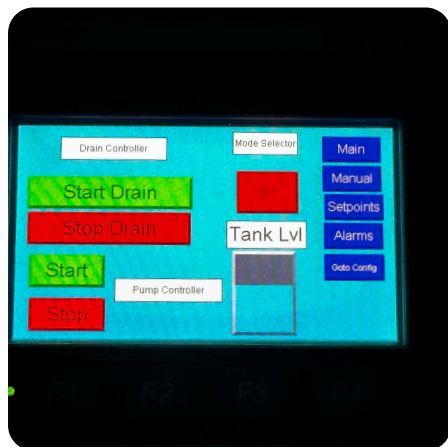 Drain Controller
Mode Selector
Main
Start Drain
OFF
Manual
Stop Drain
Setpoints
Tank Lvl
Alarms
Start
Goto Config
Pump Controller
Stop
F1
F2
F3
F4